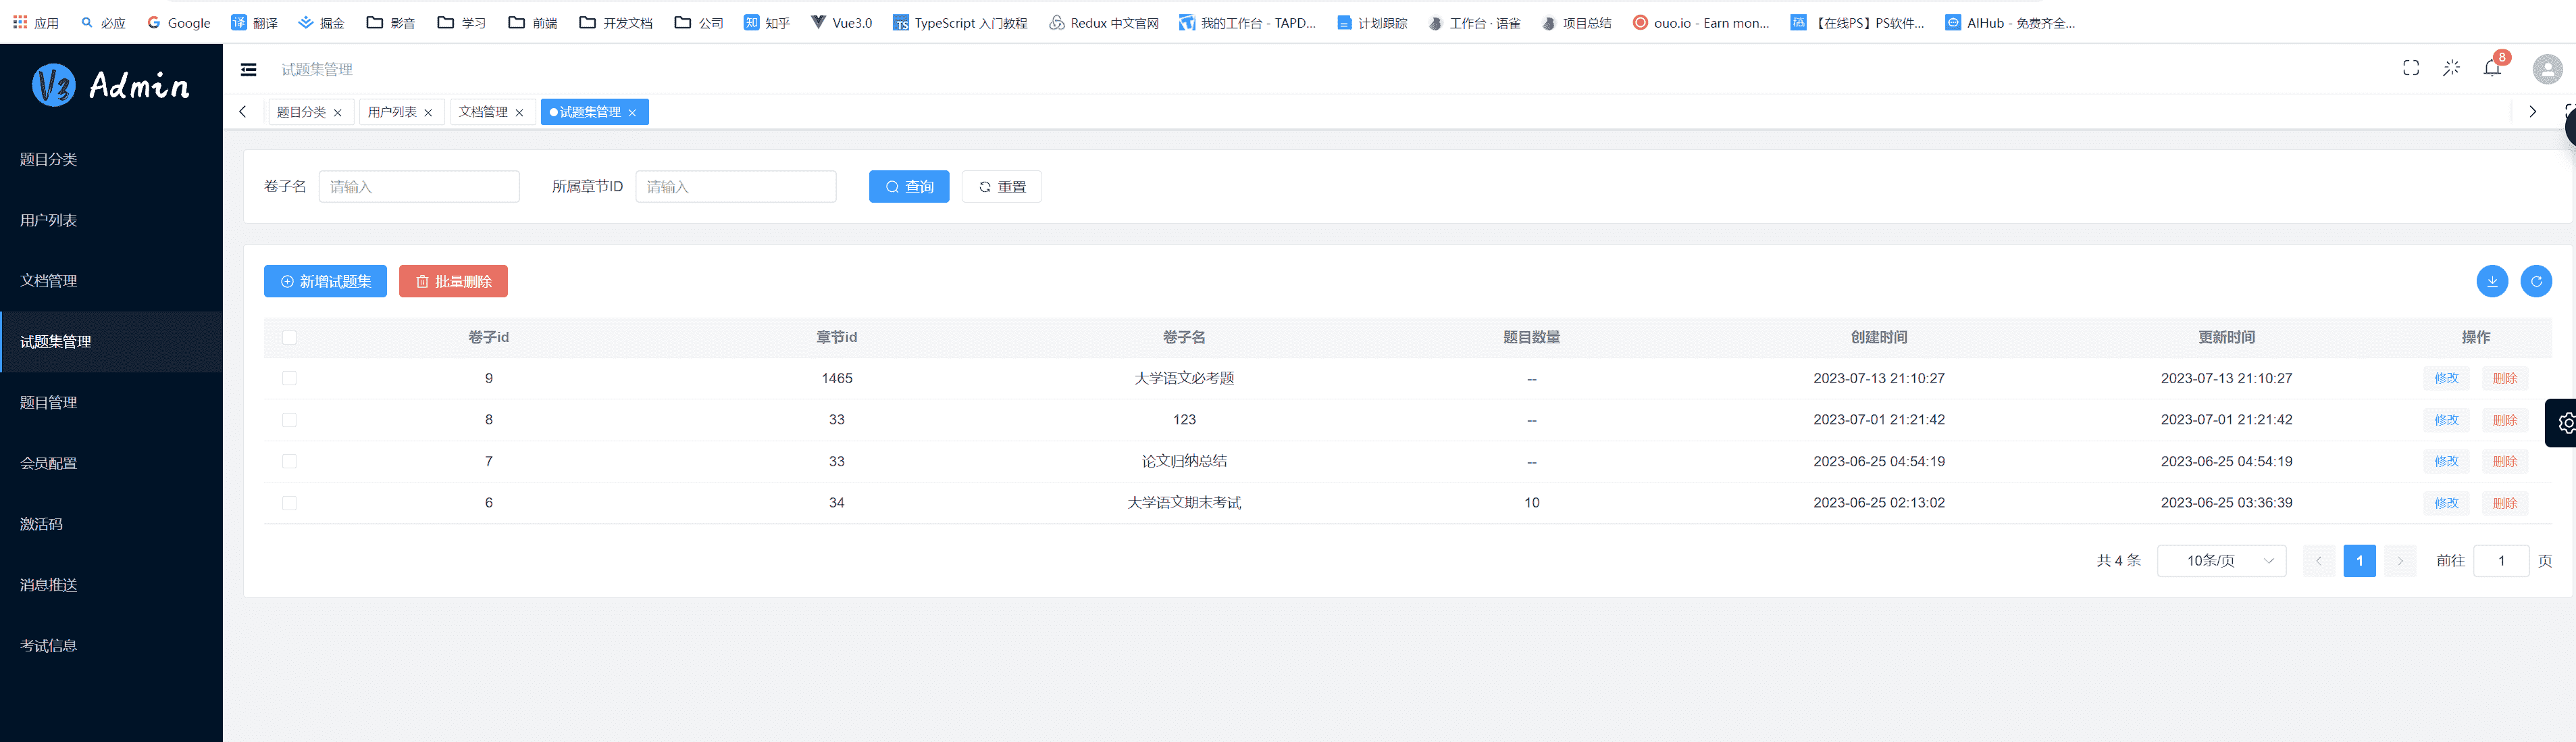 应用 必应 Google 翻译 掘金 影音 学习 前端 开发文档 公司 知乎 Vue3.0 TypeScript 入门教程 Redux 中文官网 我的工作台 - TAPD... 计划跟踪 工作台 · 语雀 项目总结 ouo.io - Earn mon... 【在线PS】PS软件... AIHub - 免费齐全...
V3 Admin
试题集管理
8
题目分类 用户列表 文档管理 试题集管理
题目分类
用户列表
文档管理
试题集管理
题目管理
会员配置
激活码
消息推送
考试信息
卷子名 请输入 所属章节ID 请输入 查询 重置
新增试题集 批量删除
卷子id 章节id 卷子名 题目数量 创建时间 更新时间 操作
9 1465 大学语文必考题 -- 2023-07-13 21:10:27 2023-07-13 21:10:27 修改 删除
8 33 123 -- 2023-07-01 21:21:42 2023-07-01 21:21:42 修改 删除
7 33 论文归纳总结 -- 2023-06-25 04:54:19 2023-06-25 04:54:19 修改 删除
6 34 大学语文期末考试 10 2023-06-25 02:13:02 2023-06-25 03:36:39 修改 删除
共 4 条 10条/页 1 前往 1 页